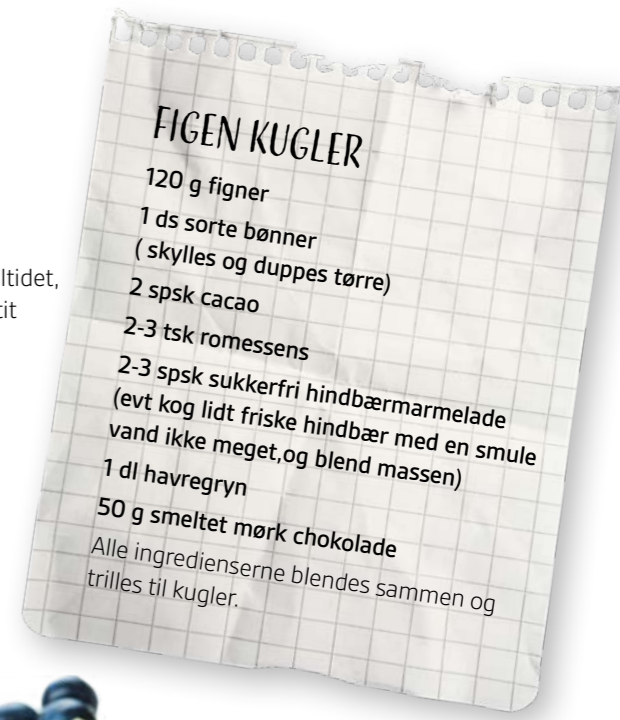 FIGEN KUGLER
120 g figner
1 ds sorte bønner
( skylles og duppes tørre)
2 spsk cacao
2-3 tsk romessens
2-3 spsk sukkerfri hindbærmarmelade
(evt kog lidt friske hindbær med en smule
vand ikke meget,og blend massen)
1 dl havregryn
50 g smeltet mørk chokolade
Alle ingredienserne blendes sammen og
trilles til kugler.